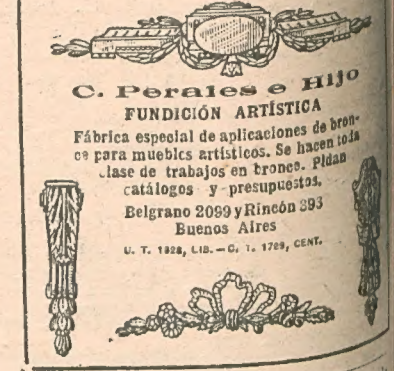 C. Perales e Hijo
FUNDICIÓN ARTÍSTICA
Fábrica especial de aplicaciones de bron-
ce para muebles artísticos. Se hacen toda
clase de trabajos en bronce. Pidan
catálogos y presupuestos.
Belgrano 2099 y Rincón 393
Buenos Aires
U. T. 1328, LIB. — C. T. 1729, CENT.